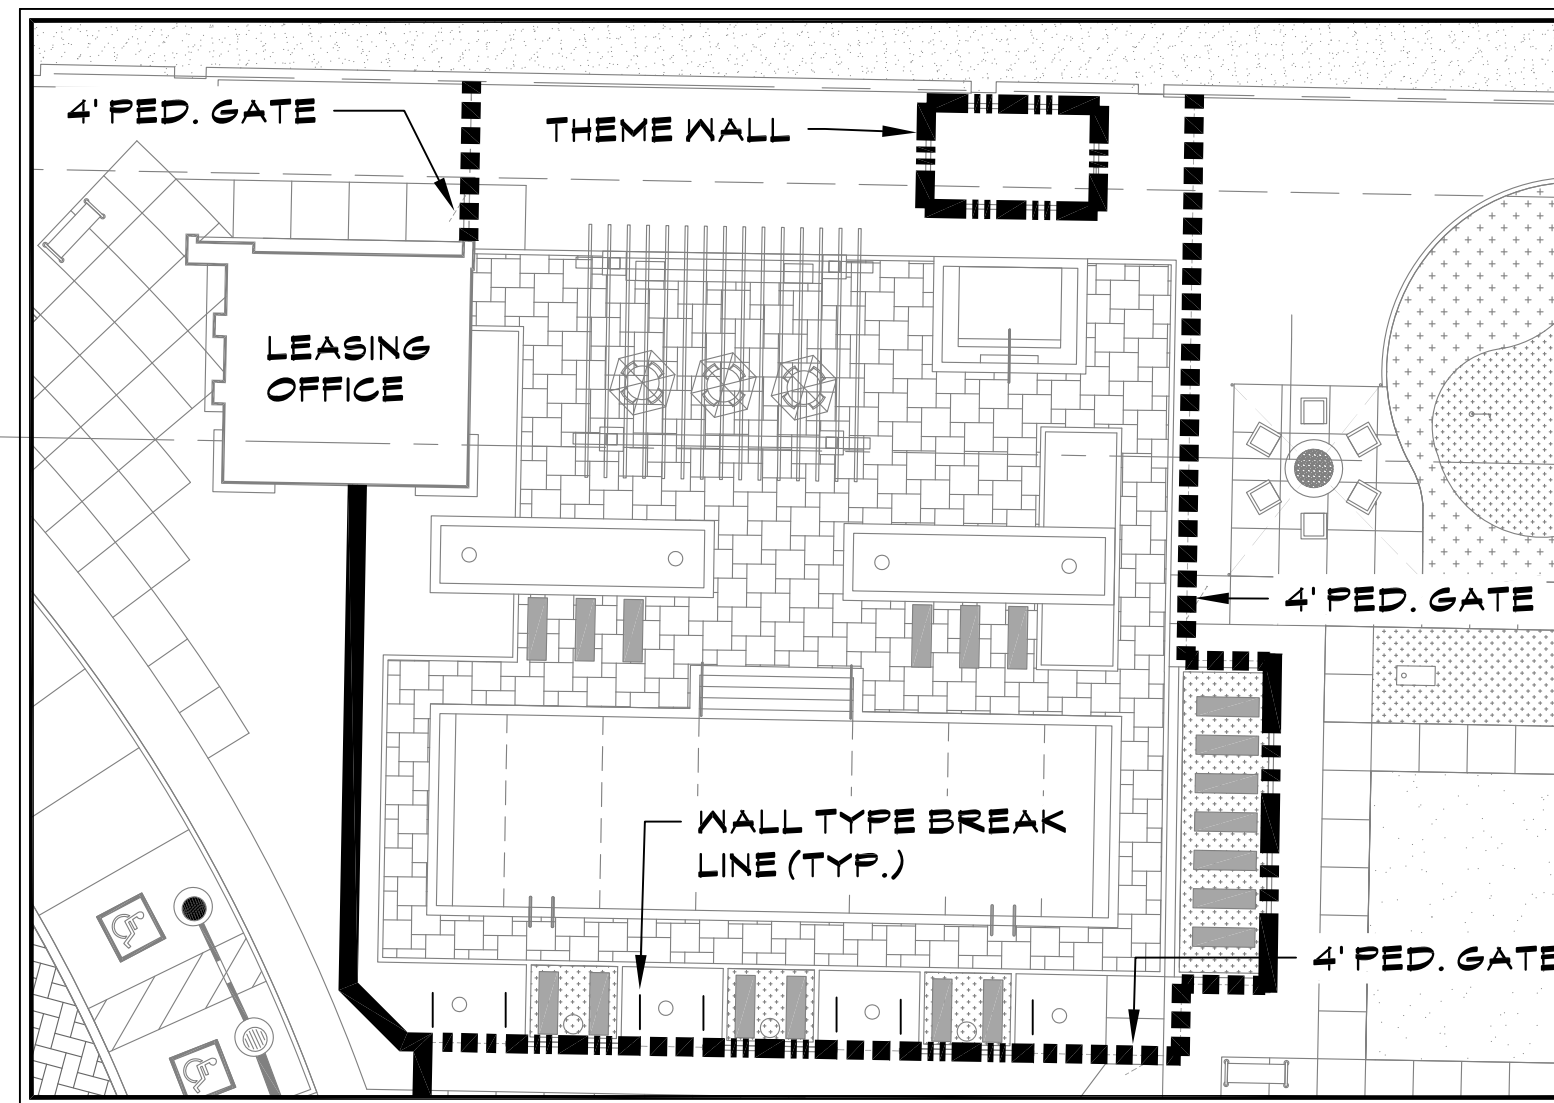 4' PED. GATE
THEME WALL
LEASING
OFFICE
4' PED. GATE
WALL TYPE BREAK
LINE (TYP.)
4' PED. GATE